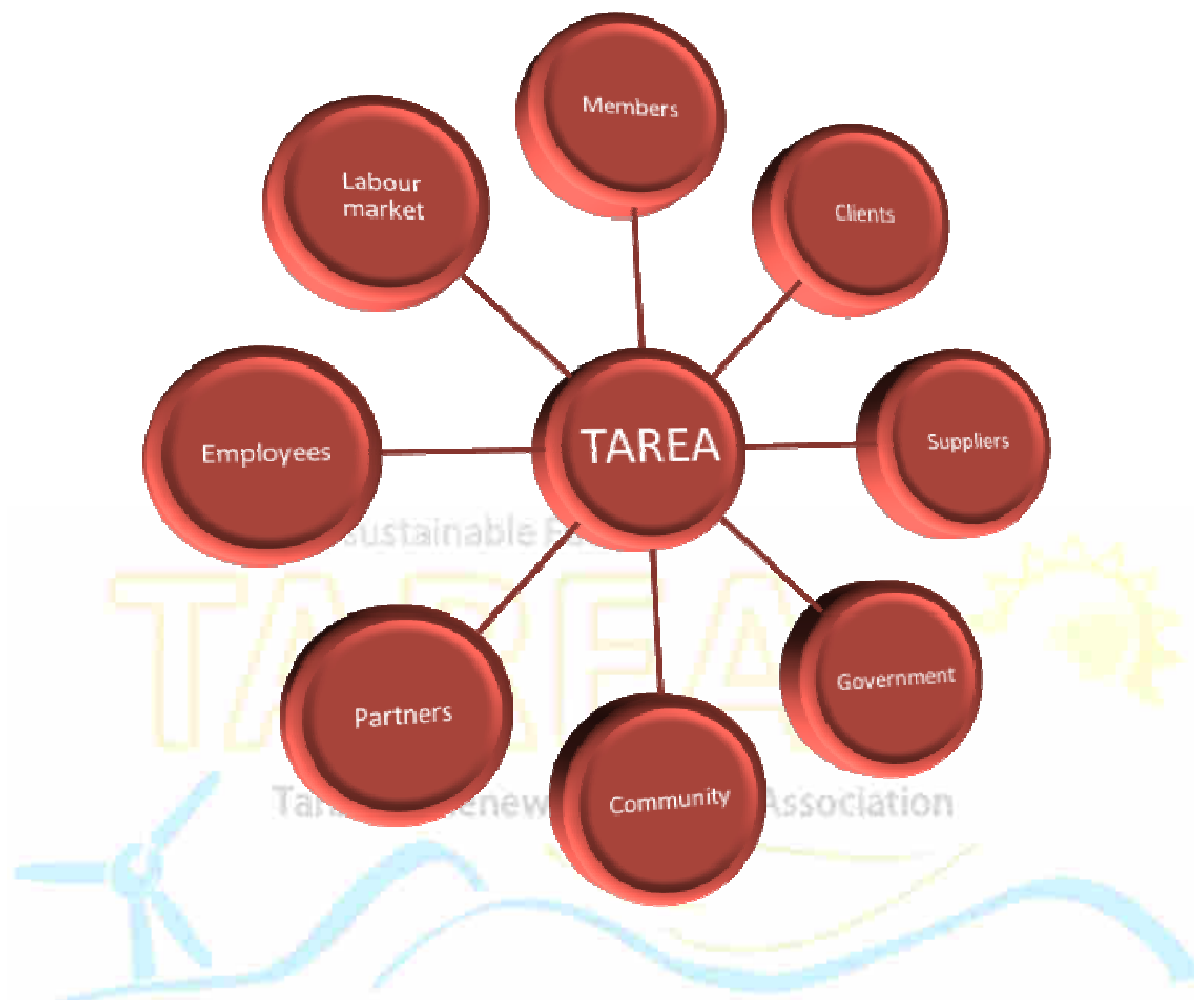 Members
Labour
market
Clients
TAREA
Suppliers
Employees
sustainable
TAREA
Government
Partners
Community
Association